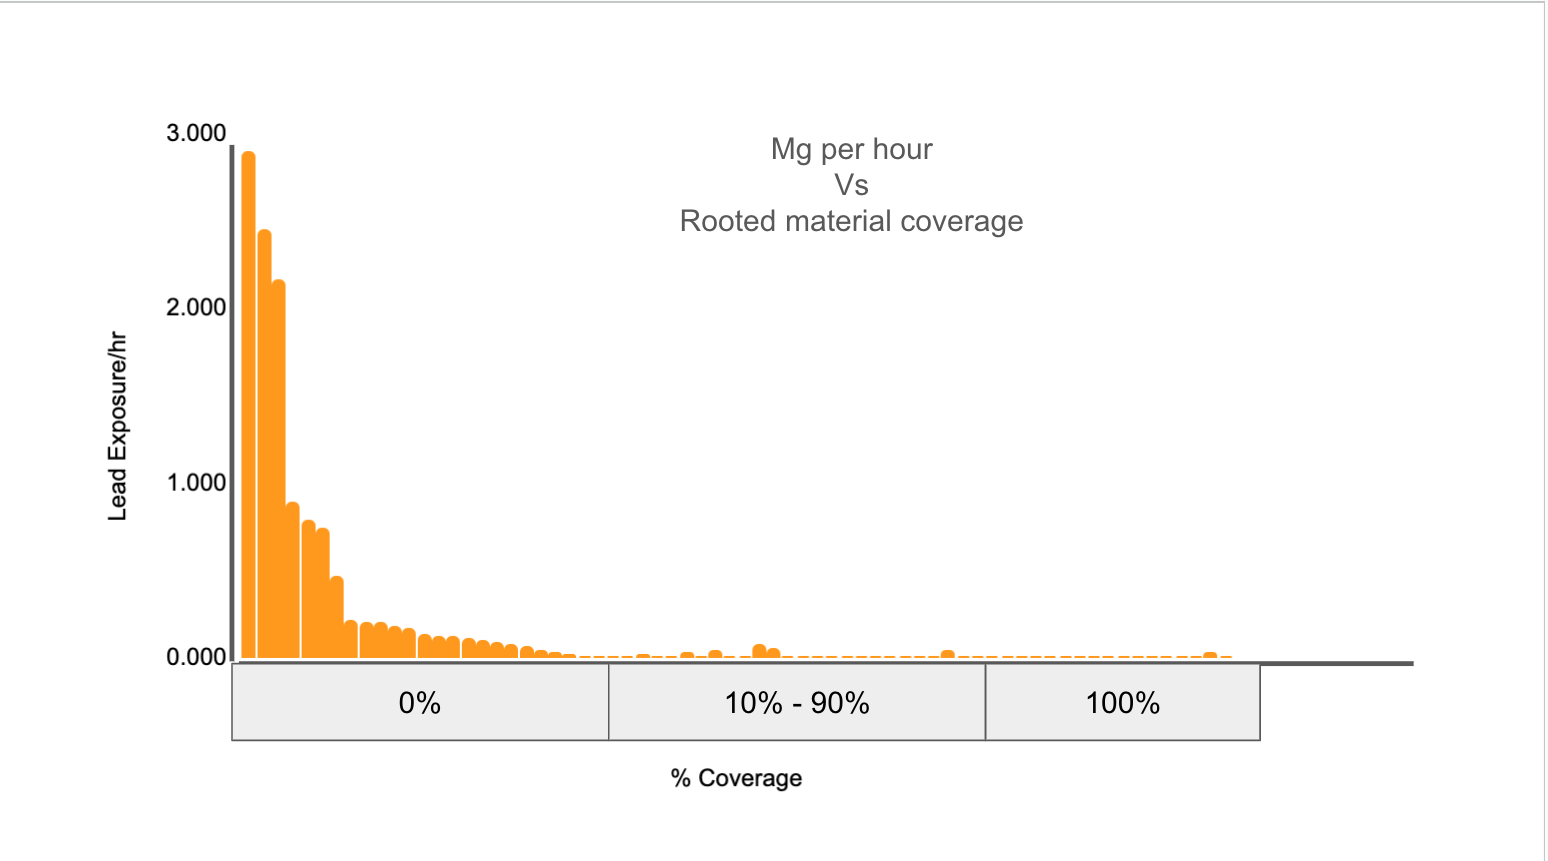 Mg per hour
Vs
Rooted material coverage
3.000
2.000
1.000
0.000
Lead Exposure/hr
0%
10% - 90%
100%
% Coverage